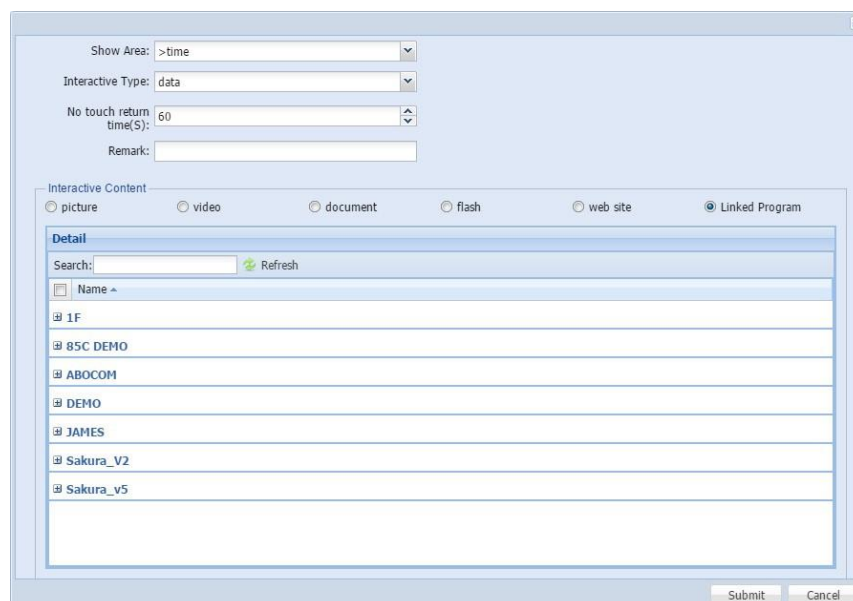 Show Area: >time
Interactive Type: data
No touch return
time(S): 60
Remark:
Interactive Content
picture video document flash web site Linked Program
Detail
Search: Refresh
Name
1F
85C DEMO
ABOCOM
DEMO
JAMES
Sakura_V2
Sakura_v5
Submit Cancel